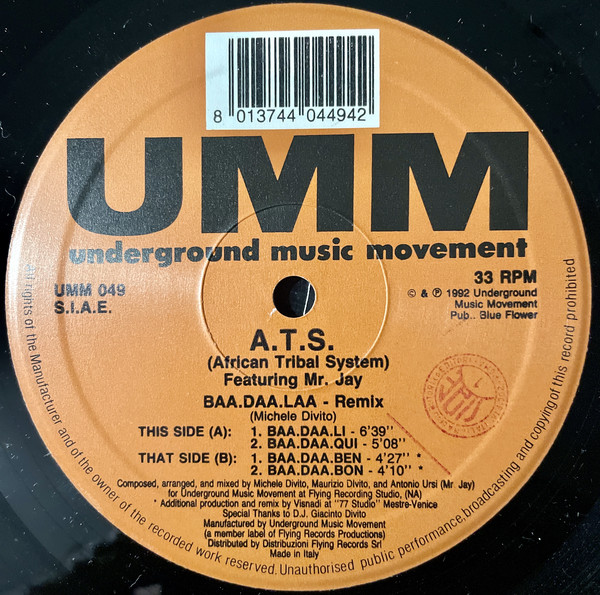 8 013744 044942
UMM
underground music movement
UMM 049
S.I.A.E.
33 RPM
© & ℗ 1992 Underground
Music Movement
Pub.. Blue Flower
A.T.S.
(African Tribal System)
Featuring Mr. Jay
BAA.DAA.LAA - Remix
(Michele Divito)
THIS SIDE (A): 1. BAA.DAA.LI - 6'39''
2. BAA.DAA.QUI - 5'08''
THAT SIDE (B): 1. BAA.DAA.BEN - 4'27'' *
2. BAA.DAA.BON - 4'10'' *
Composed, arranged, and mixed by Michele Divito, Maurizio Divito, and Antonio Ursi (Mr. Jay)
for Underground Music Movement at Flying Recording Studio, (NA)
* Additional production and remix by Visnadi at "77 Studio" Mestre-Venice
Special Thanks to D.J. Giacinto Divito
Manufactured by Underground Music Movement
(a member label of Flying Records Productions)
Distributed by Distribuzioni Flying Records Srl
Made in Italy
All rights of the Manufacturer and of the owner of the recorded work reserved. Unauthorised public performance, broadcasting and copying of this record prohibited